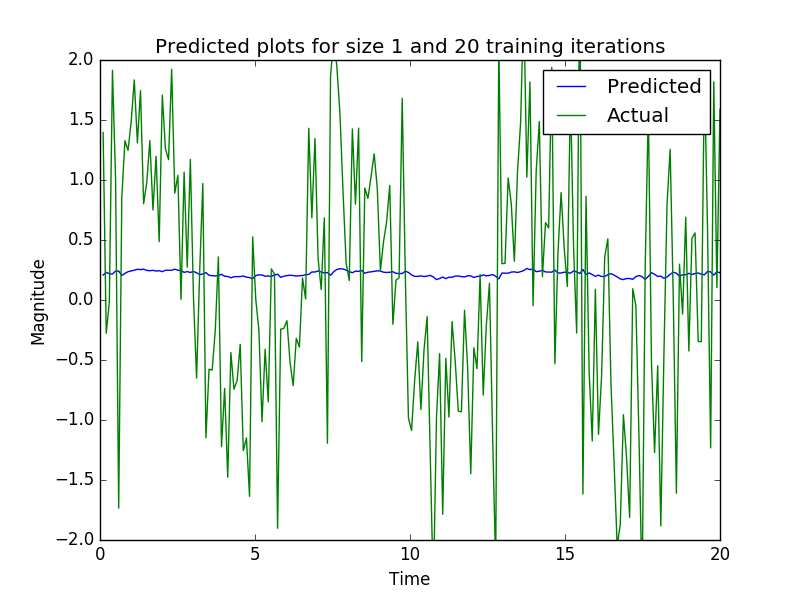 Predicted plots for size 1 and 20 training iterations
Predicted
Actual
2.0
1.5
1.0
0.5
0.0
−0.5
−1.0
−1.5
−2.0
Magnitude
0 5 10 15 20
Time